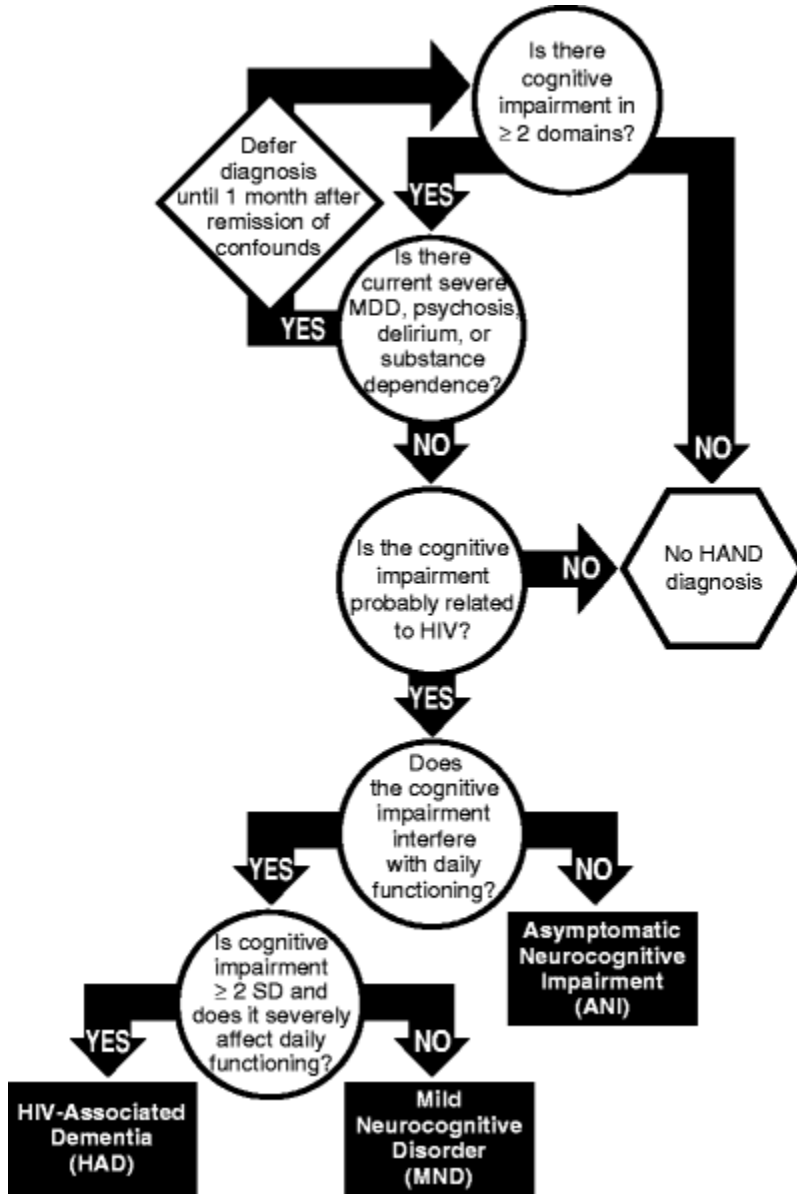 Is there
cognitive
impairment in
≥ 2 domains?
Defer
diagnosis
until 1 month after
remission of
confounds
YES
NO
Is there
current severe
MDD, psychosis,
delirium, or
substance
dependence?
YES
NO
Is the cognitive
impairment
probably related
to HIV?
NO
No HAND
diagnosis
YES
Does
the cognitive
impairment
interfere
with daily
functioning?
YES
NO
Asymptomatic
Neurocognitive
Impairment
(ANI)
Is cognitive
impairment
≥ 2 SD and
does it severely
affect daily
functioning?
YES
NO
HIV-Associated
Dementia
(HAD)
Mild
Neurocognitive
Disorder
(MND)